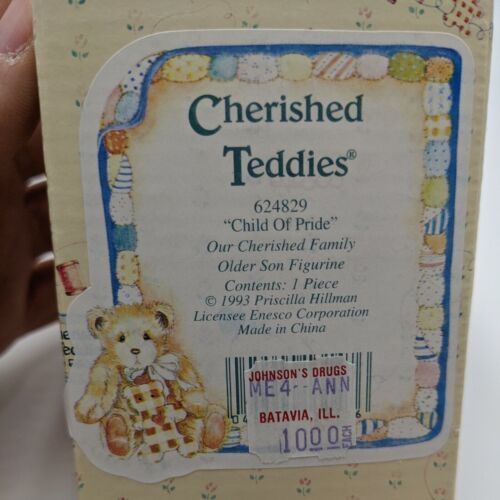 Cherished
Teddies®
624829
"Child Of Pride"
Our Cherished Family
Older Son Figurine
Contents: 1 Piece
© 1993 Priscilla Hillman
Licensee Enesco Corporation
Made in China
JOHNSON'S DRUGS
ME4--ANN
BATAVIA, ILL.
1000 EACH